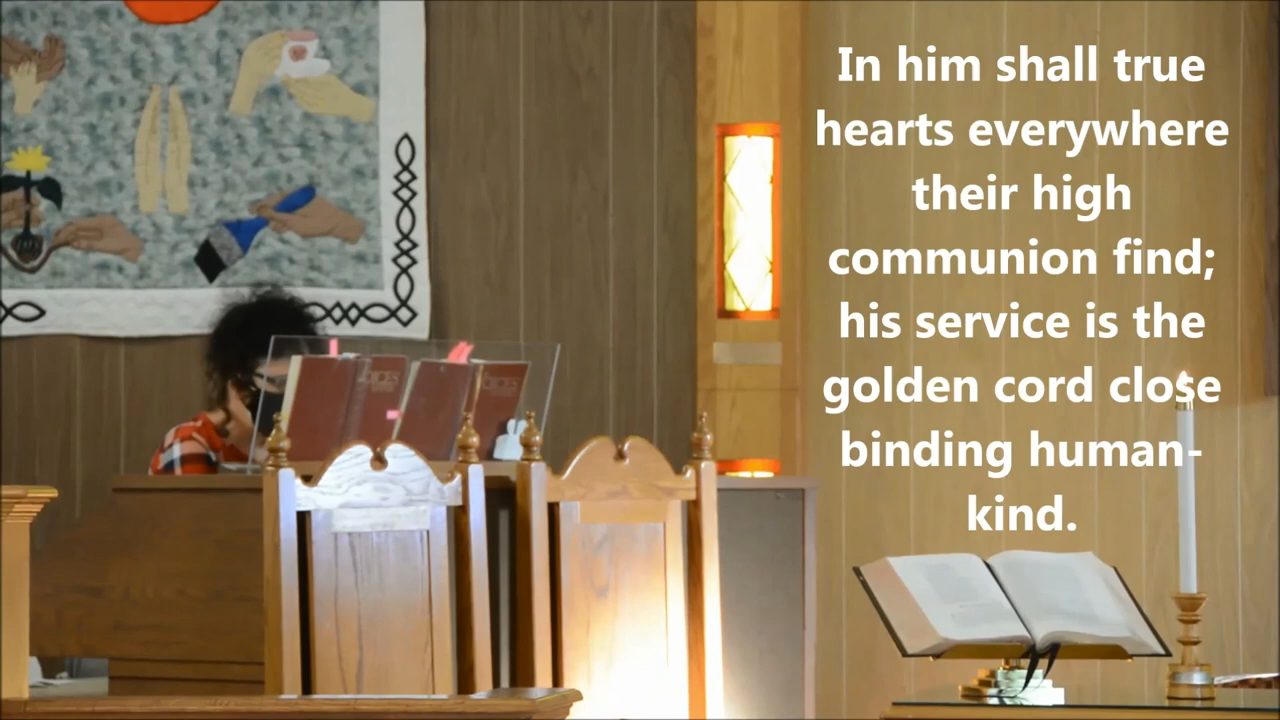 In him shall true
hearts everywhere
their high
communion find;
his service is the
golden cord close
binding human-
kind.